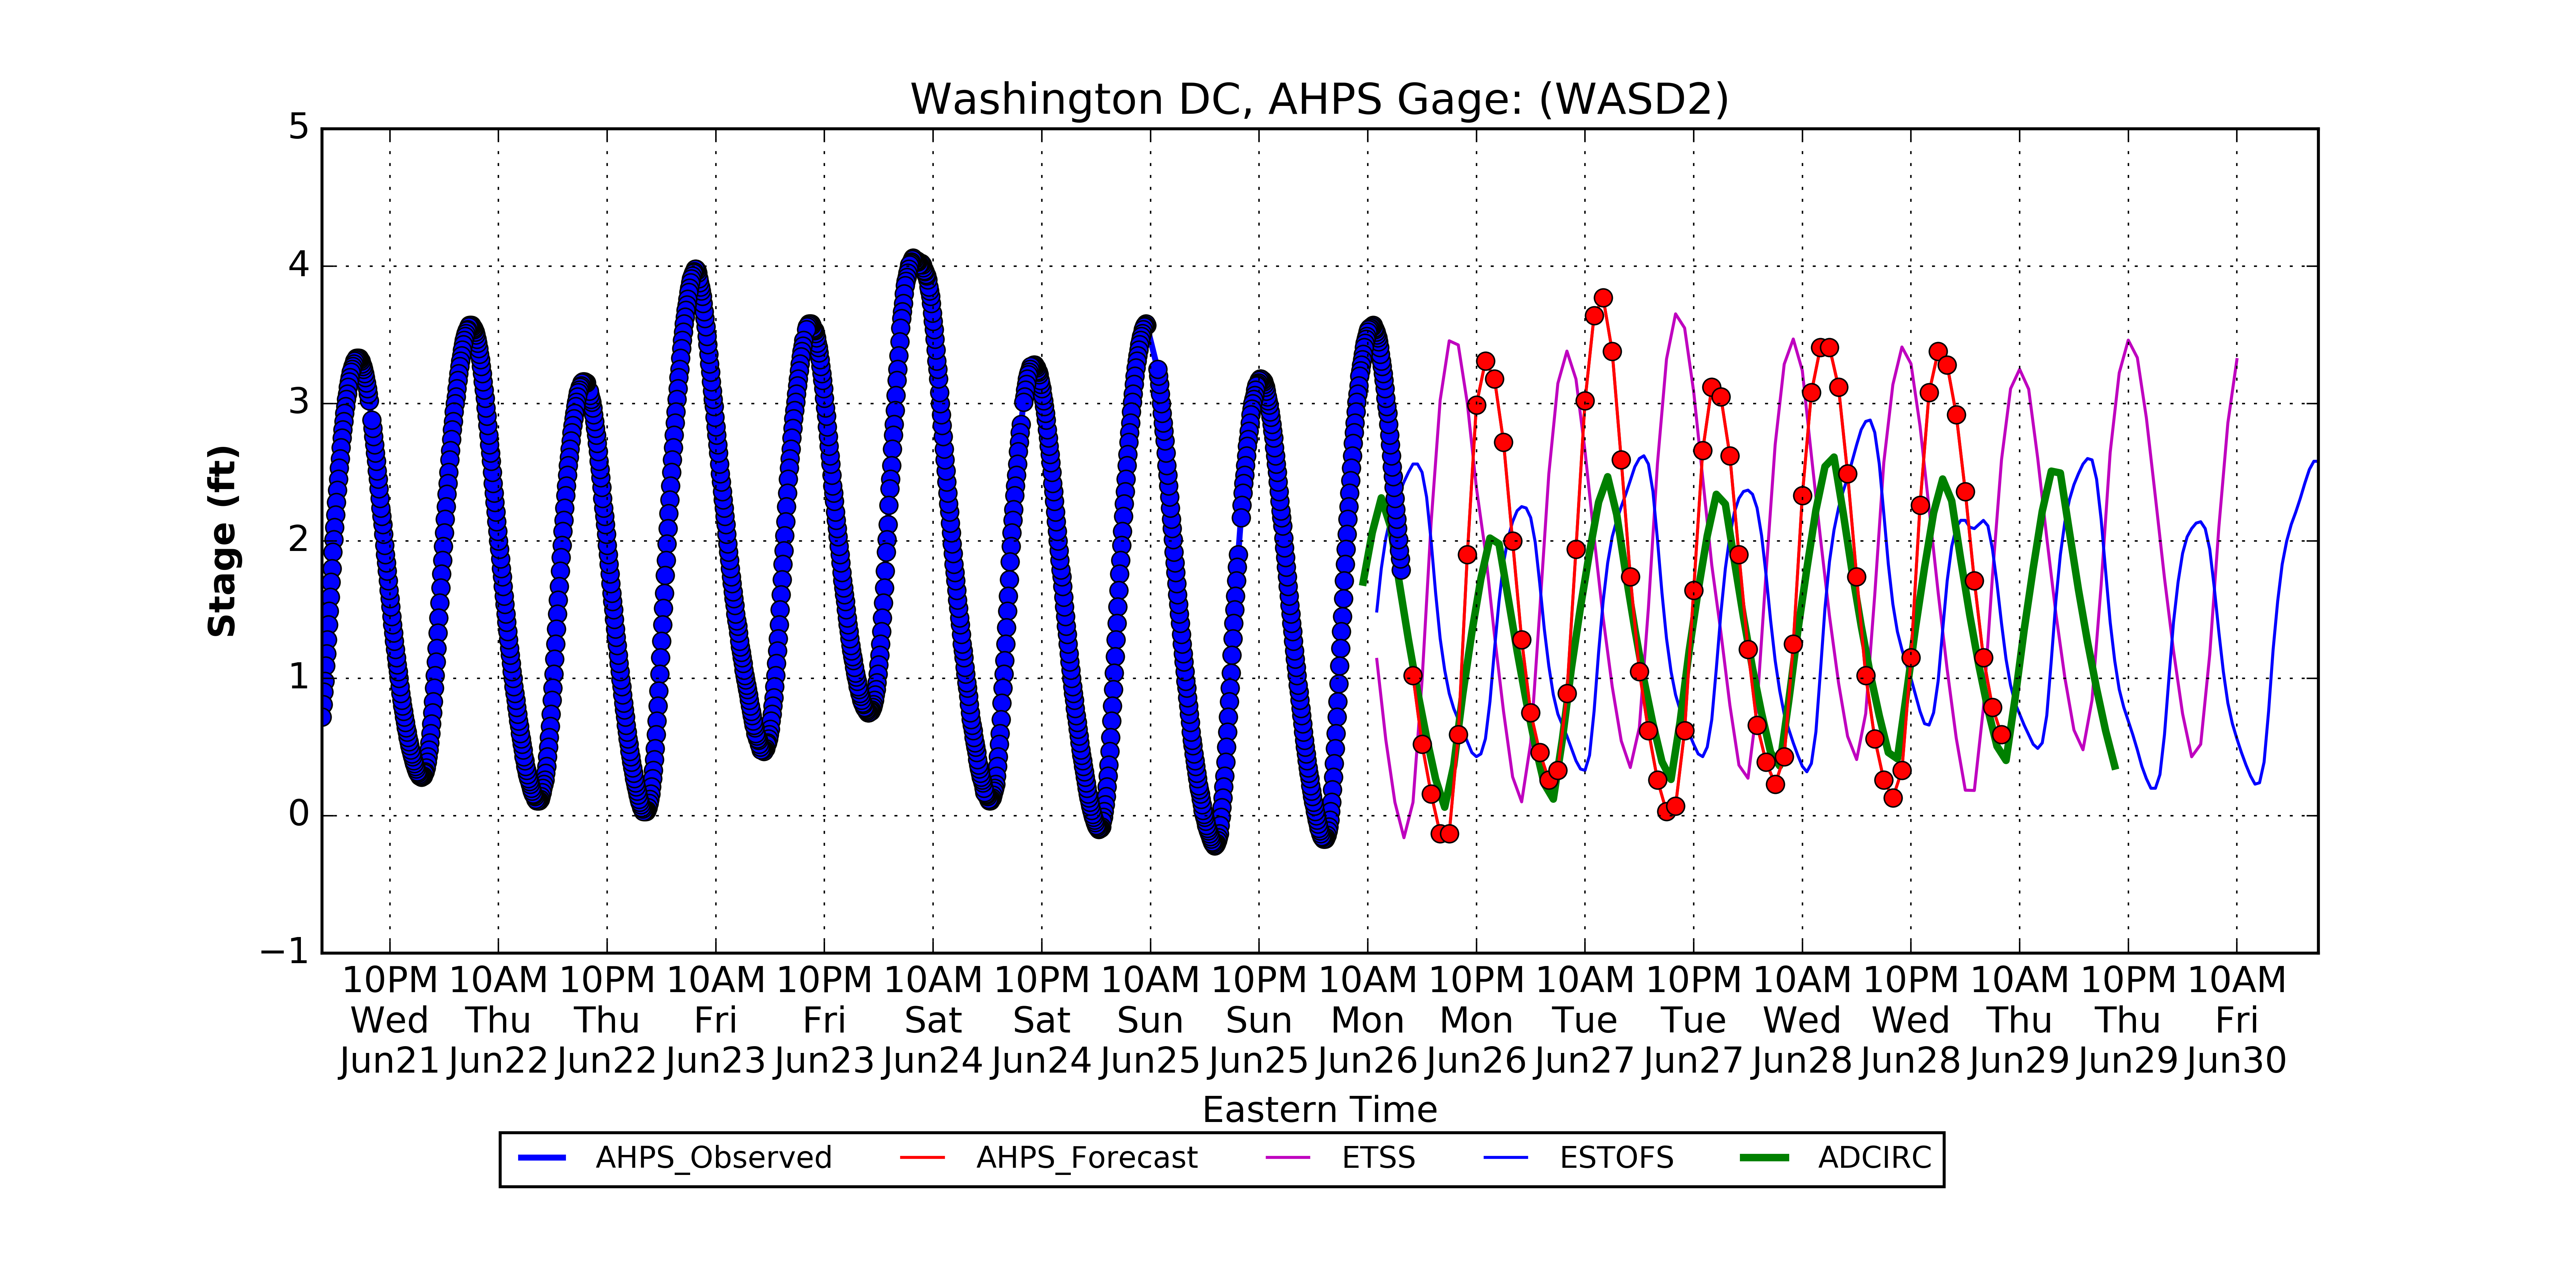 Washington DC, AHPS Gage: (WASD2)
5
4
3
2
1
0
−1
Stage (ft)
10PM 10AM 10PM 10AM 10PM 10AM 10PM 10AM 10PM 10AM 10PM 10AM 10PM 10AM 10PM 10AM 10PM 10AM
Wed Thu Thu Fri Fri Sat Sat Sun Sun Mon Mon Tue Tue Wed Wed Thu Thu Fri
Jun21 Jun22 Jun22 Jun23 Jun23 Jun24 Jun24 Jun25 Jun25 Jun26 Jun26 Jun27 Jun27 Jun28 Jun28 Jun29 Jun29 Jun30
Eastern Time
AHPS_Observed AHPS_Forecast ETSS ESTOFS ADCIRC